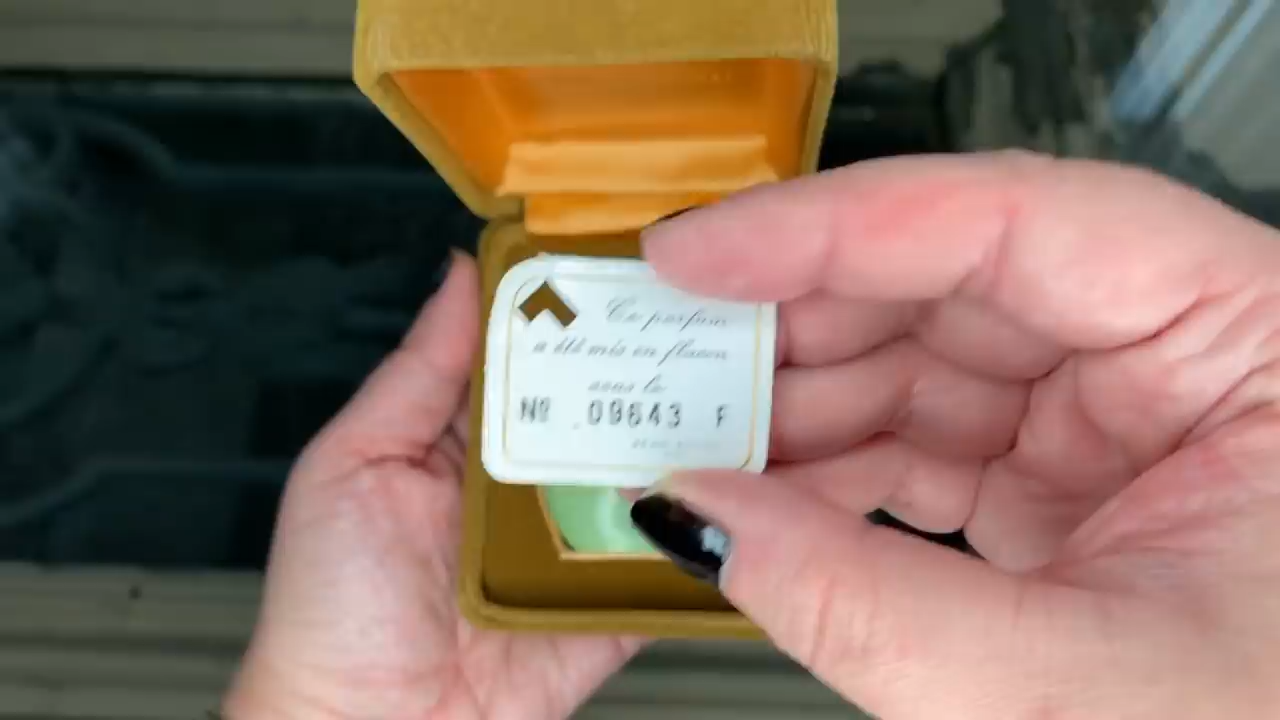 Ce parfum
a été mis en flacon
sous le
Nº 09643 F